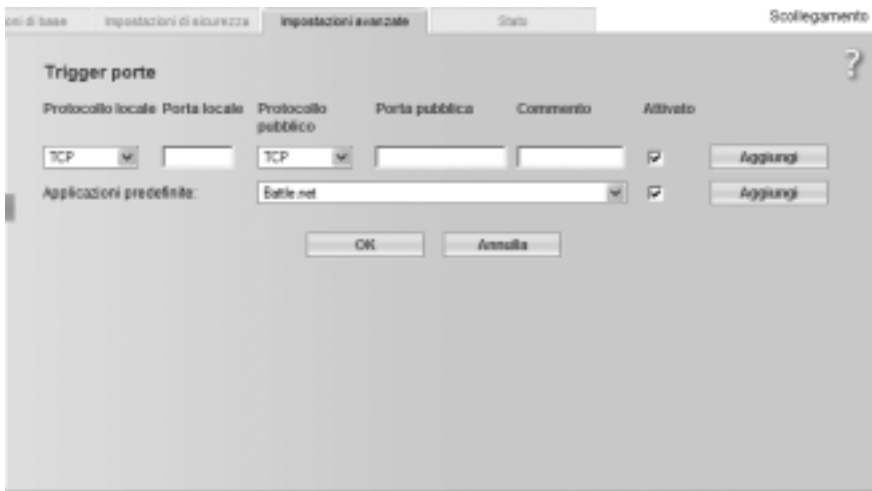 oni di base Impostazioni di sicurezza Impostazioni avanzate Stato Scollegamento
?
Trigger porte
Protocollo locale Porta locale Protocollo pubblico Porta pubblica Commento Attivato
TCP TCP Aggiungi
Applicazioni predefinite: Battle.net Aggiungi
OK Annulla